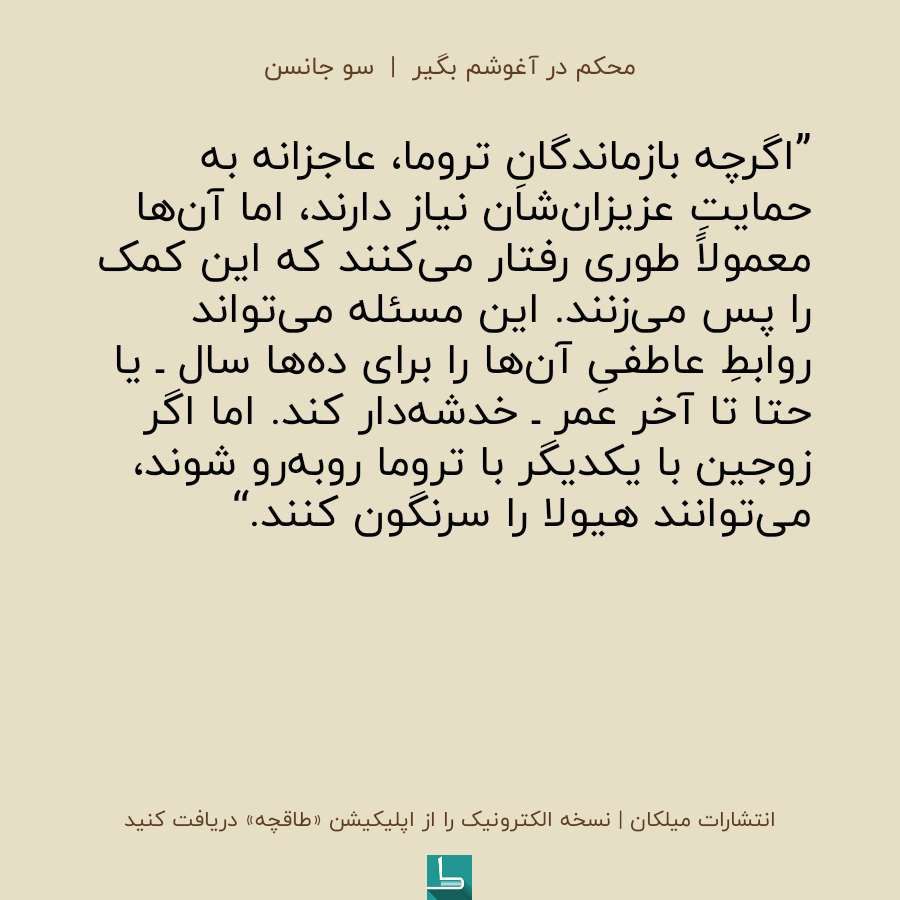 محکم در آغوشم بگیر | سو جانسن
”اگرچه بازماندگانِ تروما، عاجزانه به
حمایتِ عزیزان‌شان نیاز دارند، اما آن‌ها
معمولاً طوری رفتار می‌کنند که این کمک
را پس می‌زنند. این مسئله می‌تواند
روابطِ عاطفیِ آن‌ها را برای ده‌ها سال ـ یا
حتا تا آخر عمر ـ خدشه‌دار کند. اما اگر
زوجین با یکدیگر با تروما روبه‌رو شوند،
می‌توانند هیولا را سرنگون کنند.“
انتشارات میلکان | نسخه الکترونیک را از اپلیکیشن «طاقچه» دریافت کنید